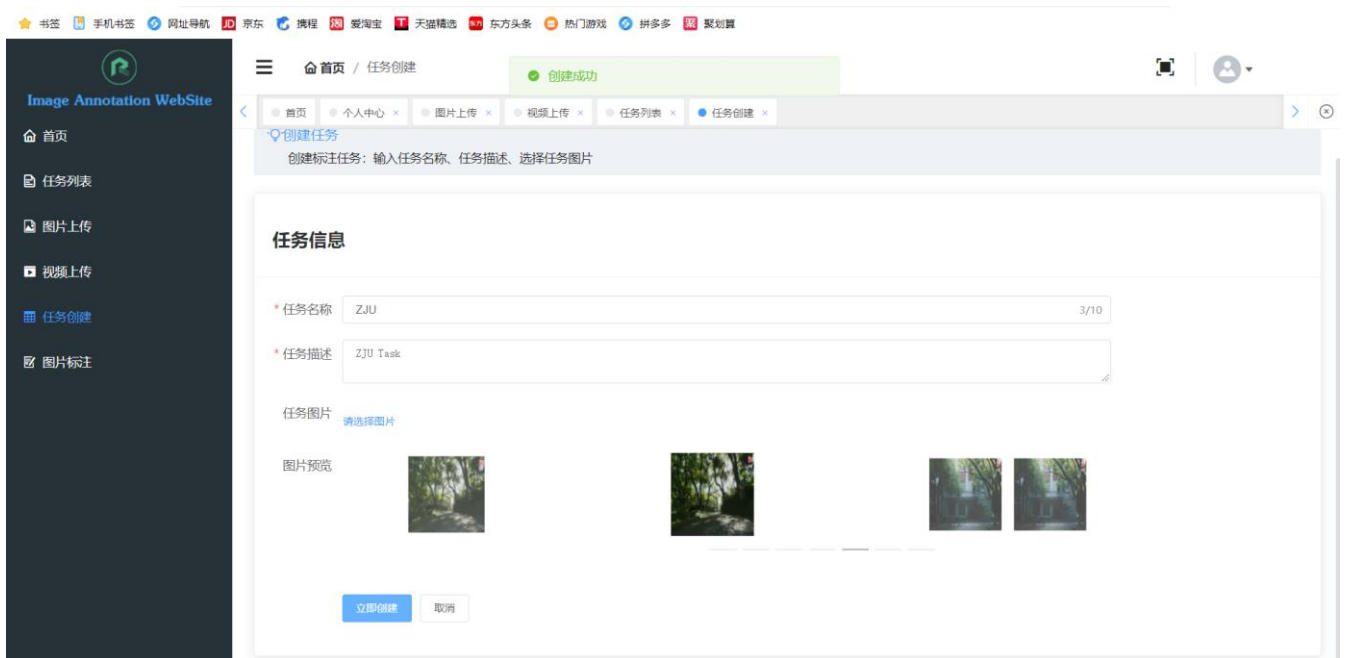 书签 手机书签 网址导航 JD 京东 携程 淘 爱淘宝 T 天猫精选 东方 东方头条 热门游戏 拼多多 聚 聚划算
Image Annotation WebSite
首页 / 任务创建
创建成功
首页 个人中心 × 图片上传 × 视频上传 × 任务列表 × 任务创建 ×
首页
任务列表
图片上传
视频上传
任务创建
图片标注
创建任务
创建标注任务：输入任务名称、任务描述、选择任务图片
任务信息
* 任务名称 ZJU 3/10
* 任务描述 ZJU Task
任务图片 请选择图片
图片预览
立即创建 取消